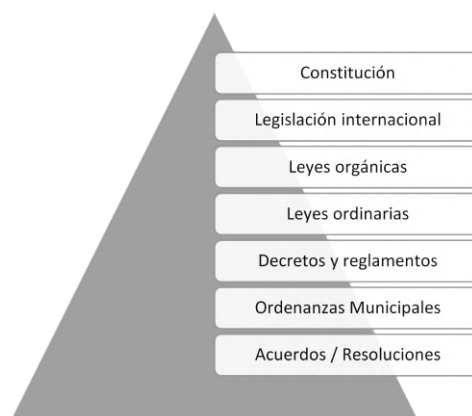 Constitución
Legislación internacional
Leyes orgánicas
Leyes ordinarias
Decretos y reglamentos
Ordenanzas Municipales
Acuerdos / Resoluciones